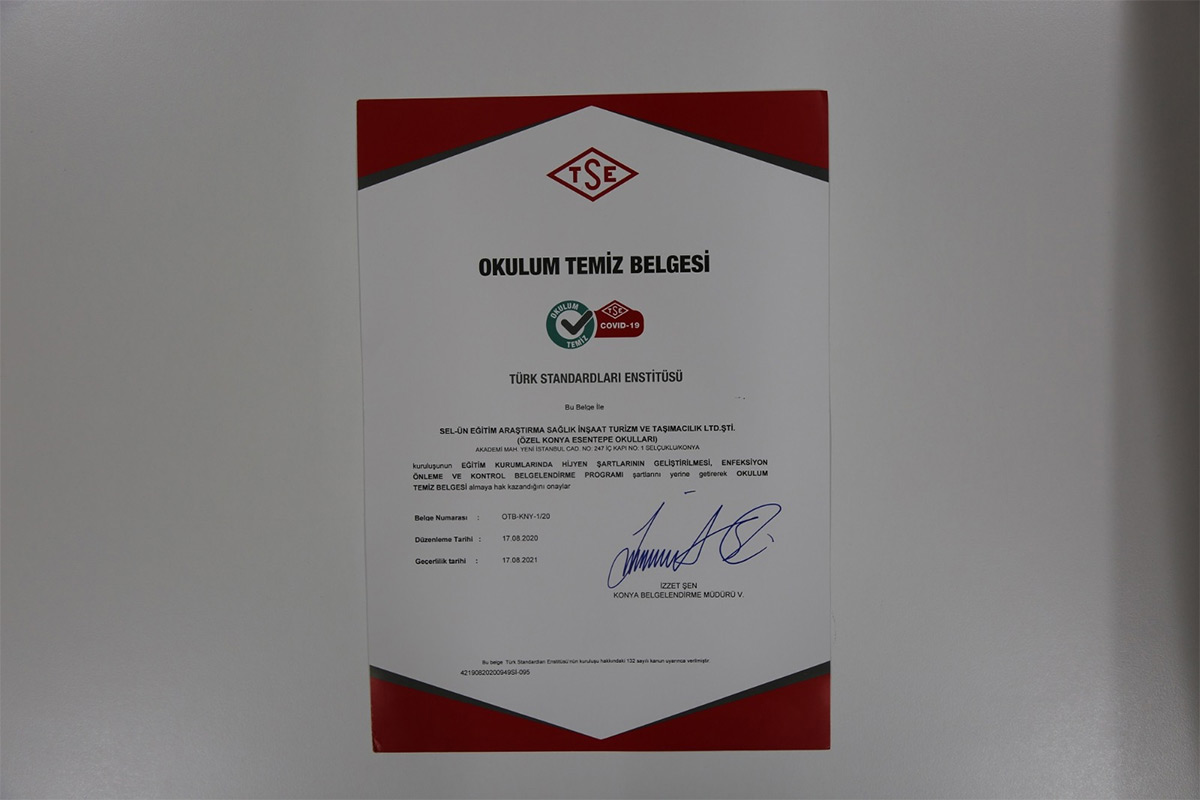 TSE
OKULUM TEMİZ BELGESİ
OKULUM TEMİZ
TSE
COVID-19
TÜRK STANDARDLARI ENSTİTÜSÜ
Bu Belge İle
SEL-ÜN EĞİTİM ARAŞTIRMA SAĞLIK İNŞAAT TURİZM VE TAŞIMACILIK LTD.ŞTİ.
(ÖZEL KONYA ESENTEPE OKULLARI)
AKADEMİ MAH. YENİ İSTANBUL CAD. NO: 247 İÇ KAPI NO: 1 SELÇUKLU/KONYA
kuruluşunun EĞİTİM KURUMLARINDA HİJYEN ŞARTLARININ GELİŞTİRİLMESİ, ENFEKSİYON
ÖNLEME VE KONTROL BELGELENDİRME PROGRAMI şartlarını yerine getirerek OKULUM
TEMİZ BELGESİ almaya hak kazandığını onaylar
Belge Numarası : OTB-KNY-1/20
Düzenleme Tarihi : 17.08.2020
Geçerlilik tarihi : 17.08.2021
İZZET ŞEN
KONYA BELGELENDİRME MÜDÜRÜ V.
Bu belge Türk Standardları Enstitüsü'nün kuruluşu hakkındaki 132 sayılı kanun uyarınca verilmiştir.
42190820200949SI-095